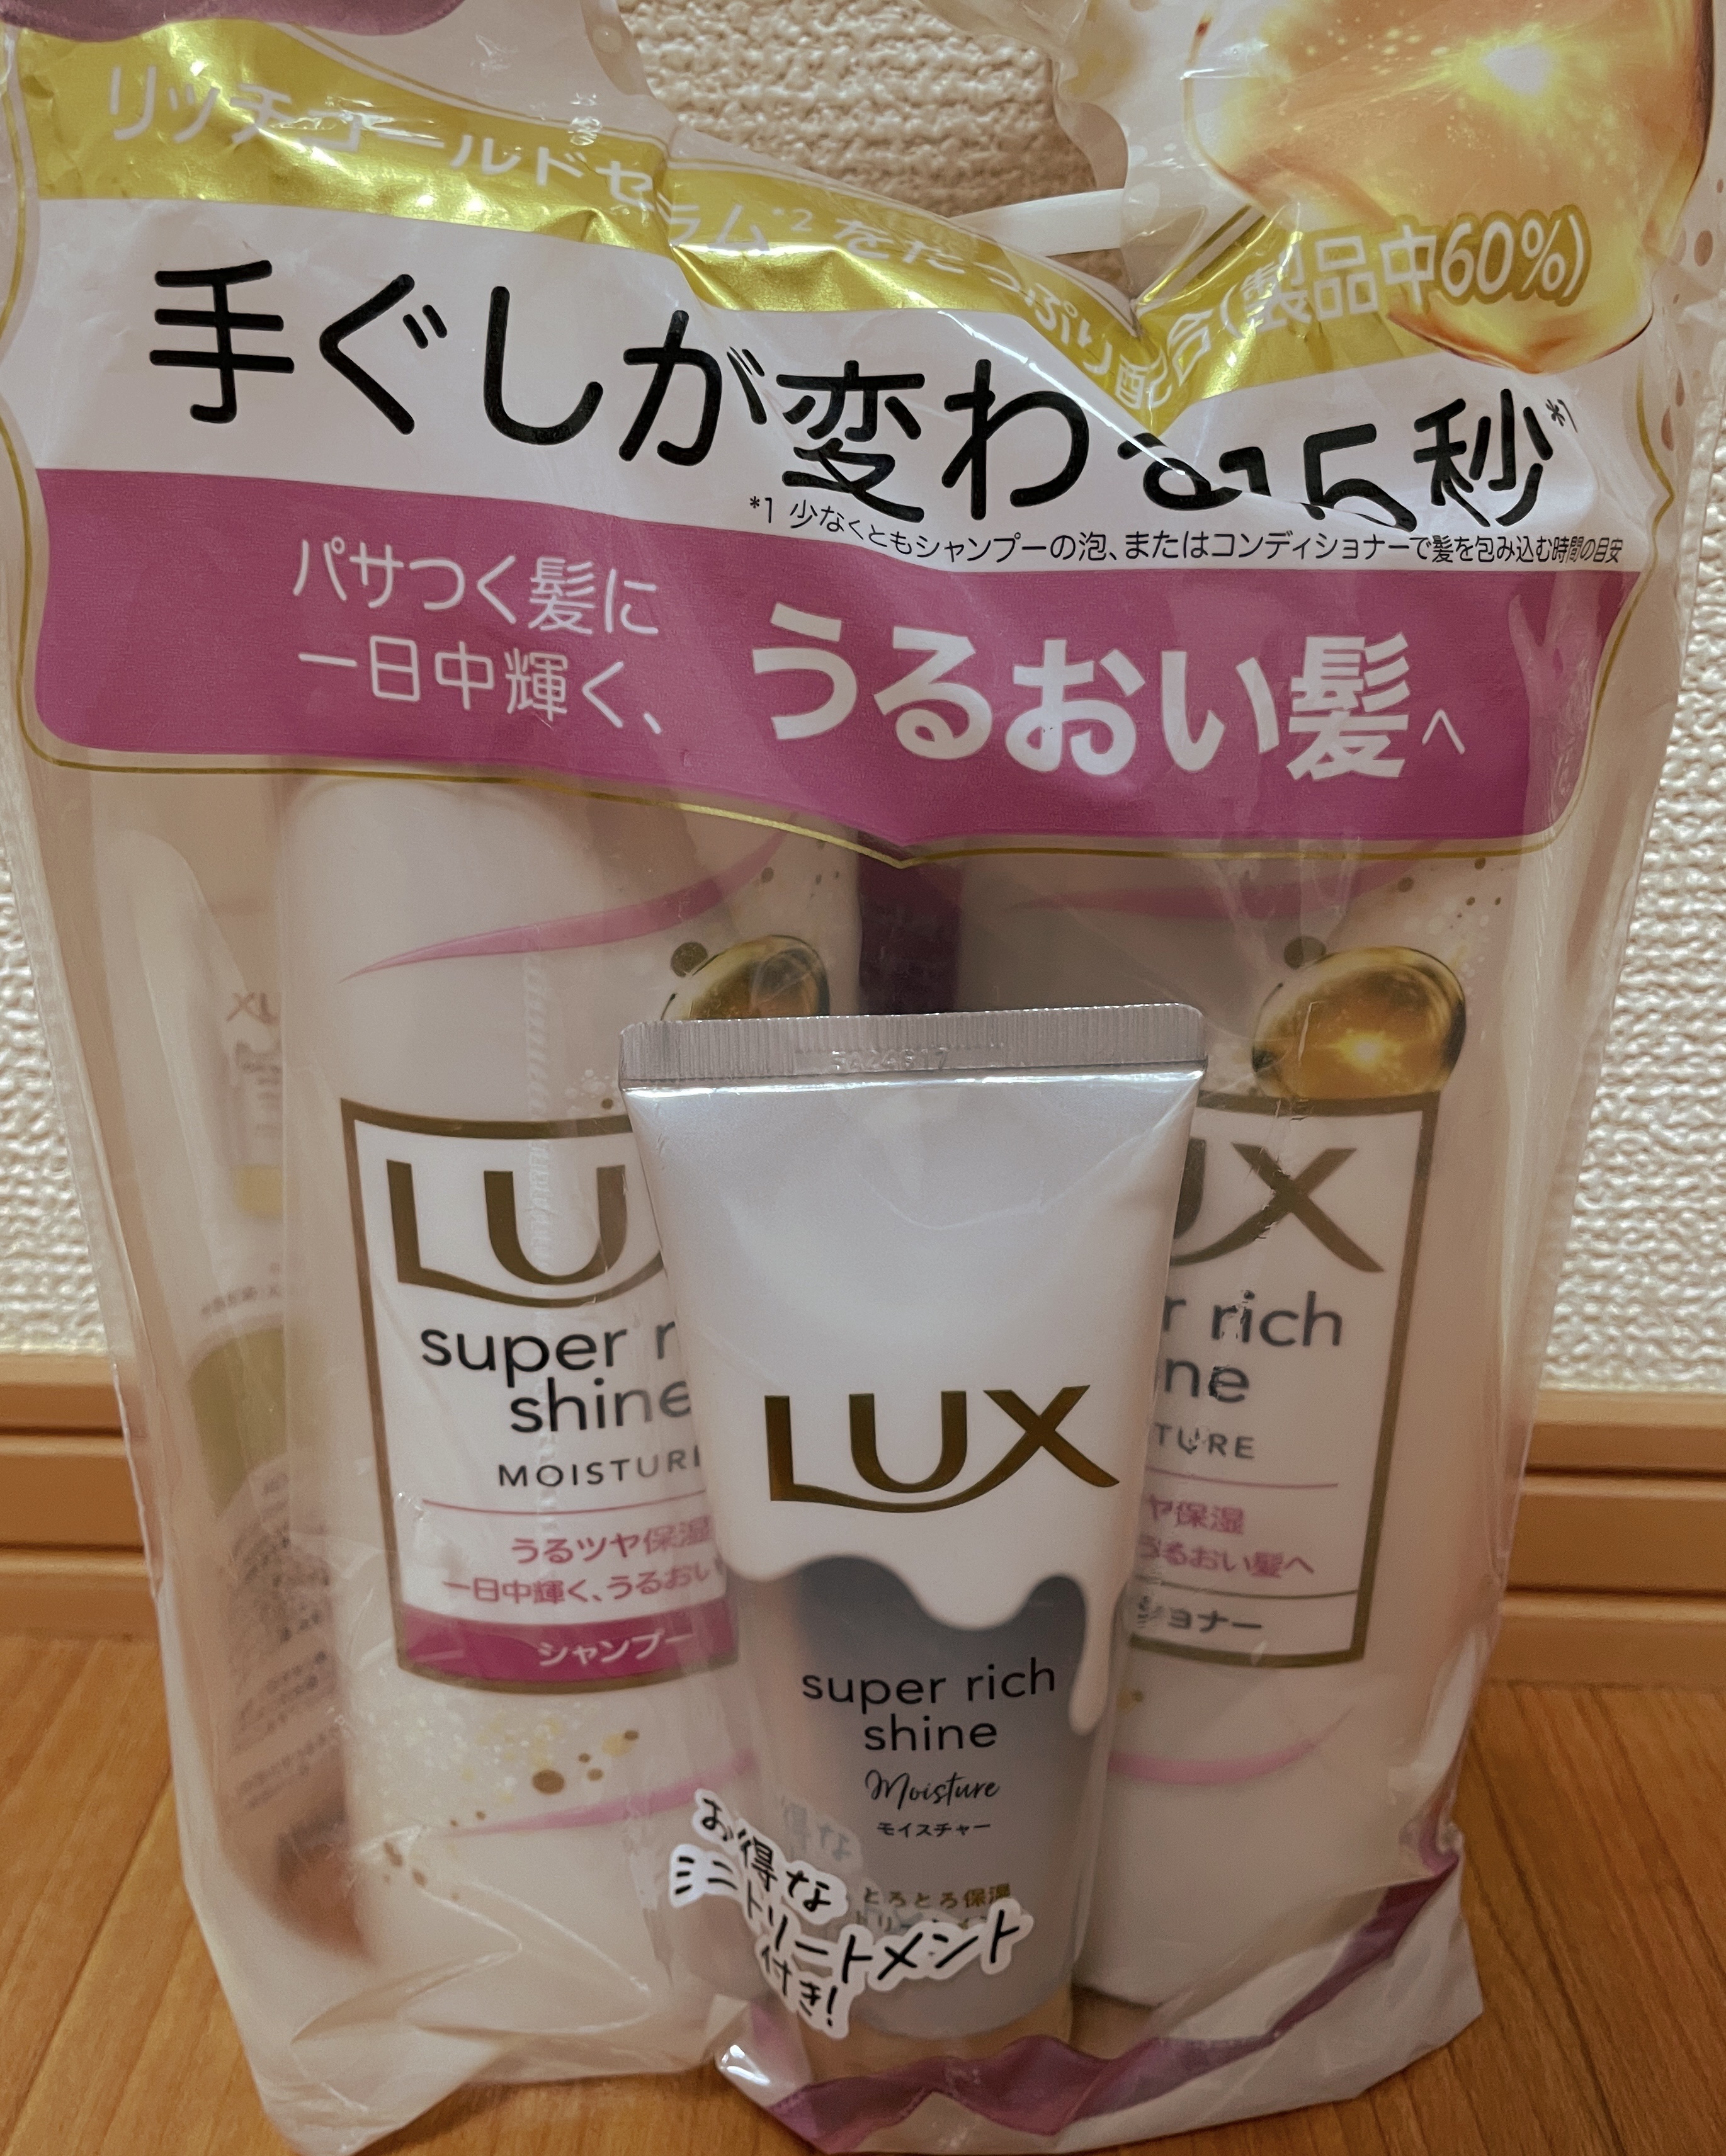 リッチゴールドセラム*2をたっぷり配合(製品中60%)
手ぐしが変わる15秒*1
*1 少なくともシャンプーの泡、またはコンディショナーで髪を包み込む時間の目安
パサつく髪に
一日中輝く、
うるおい髪へ
5A24617
LU
super r
shine
MOISTURE
うるツヤ保湿
一日中輝く、うるおい
シャンプー
LUX
super rich
shine
Moisture
モイスチャー
とろとろ保湿
お得な
ミニトリートメント
付き!
UX
r rich
ne
TURE
ヤ保湿
うるおい髪へ
ショナー